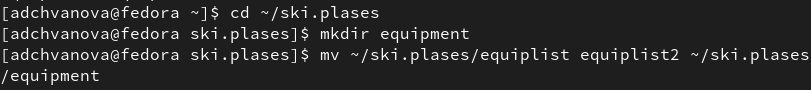 [adchvanova@fedora ~]$ cd ~/ski.plases
[adchvanova@fedora ski.plases]$ mkdir equipment
[adchvanova@fedora ski.plases]$ mv ~/ski.plases/equiplist equiplist2 ~/ski.plases
/equipment